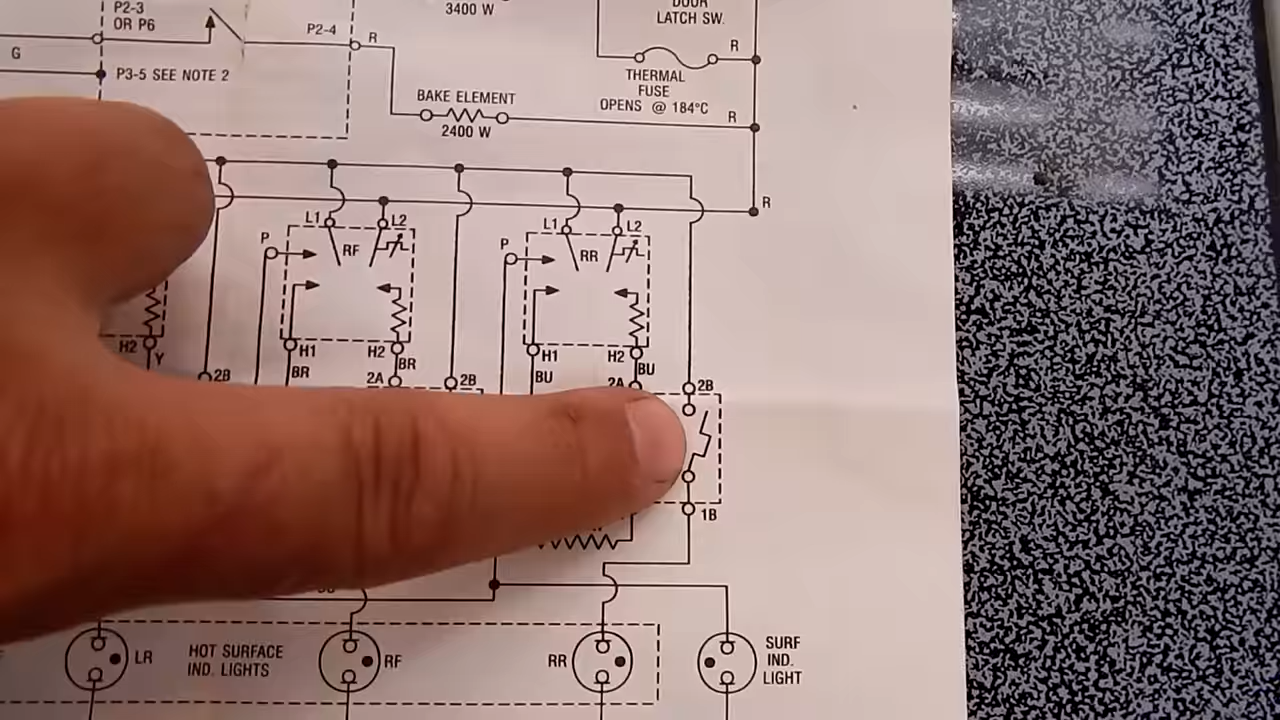 P2-3
OR P6
P2-4
R
G
P3-5 SEE NOTE 2
3400 W
LATCH SW.
R
THERMAL
FUSE
OPENS @ 184°C
BAKE ELEMENT
2400 W
R
R
L1
L2
P
RF
L1
L2
P
RR
H2
Y
2B
H1
H2
BR
BR
2A
2B
H1
H2
BU
BU
2A
2B
1B
LR
HOT SURFACE
IND. LIGHTS
RF
RR
SURF
IND.
LIGHT